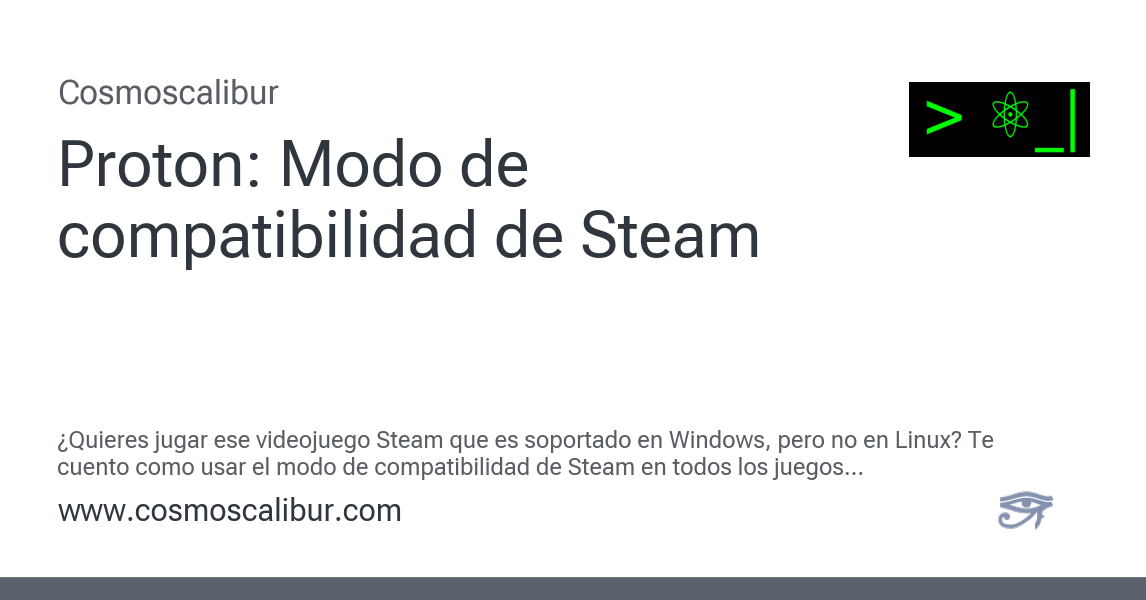 Cosmoscalibur
> ⚛_|
Proton: Modo de
compatibilidad de Steam
¿Quieres jugar ese videojuego Steam que es soportado en Windows, pero no en Linux? Te
cuento como usar el modo de compatibilidad de Steam en todos los juegos...
www.cosmoscalibur.com